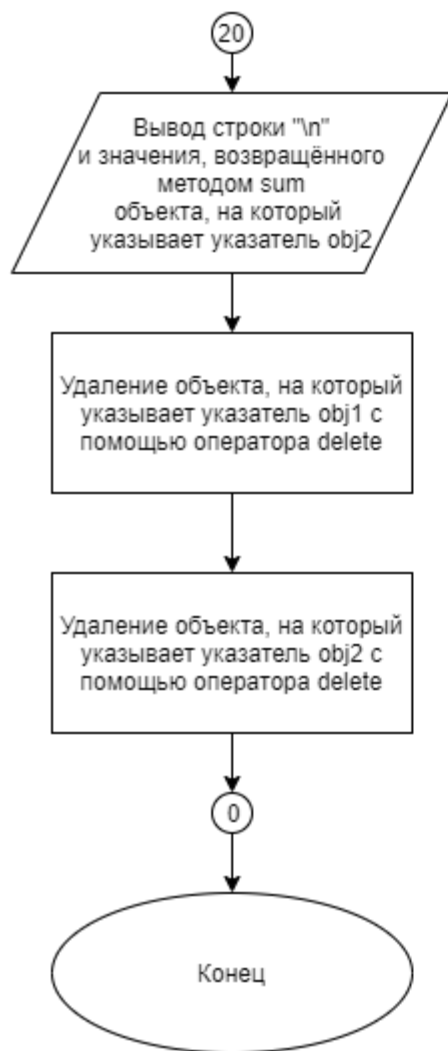 20
Вывод строки "\n"
и значения, возвращённого
методом sum
объекта, на который
указывает указатель obj2
Удаление объекта, на который
указывает указатель obj1 с
помощью оператора delete
Удаление объекта, на который
указывает указатель obj2 с
помощью оператора delete
0
Конец